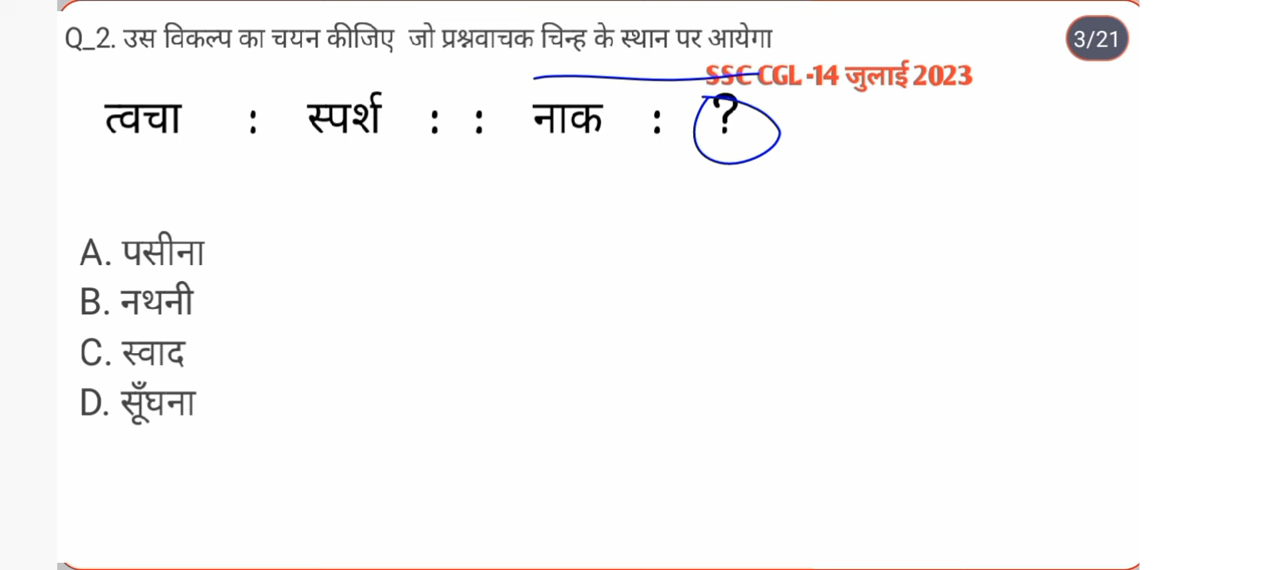 Q_2. उस विकल्प का चयन कीजिए जो प्रश्नवाचक चिन्ह के स्थान पर आयेगा
3/21
SSC CGL -14 जुलाई 2023
त्वचा : स्पर्श : : नाक : ?
A. पसीना
B. नथनी
C. स्वाद
D. सूँघना